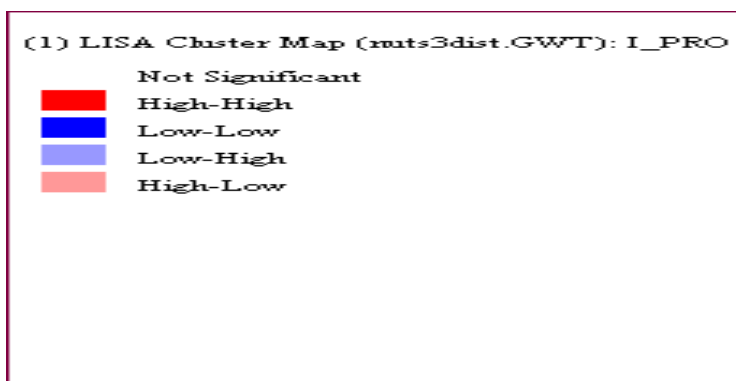 (1) LISA Cluster Map (nuts3dist.GWT): I_PRO
Not Significant
High-High
Low-Low
Low-High
High-Low